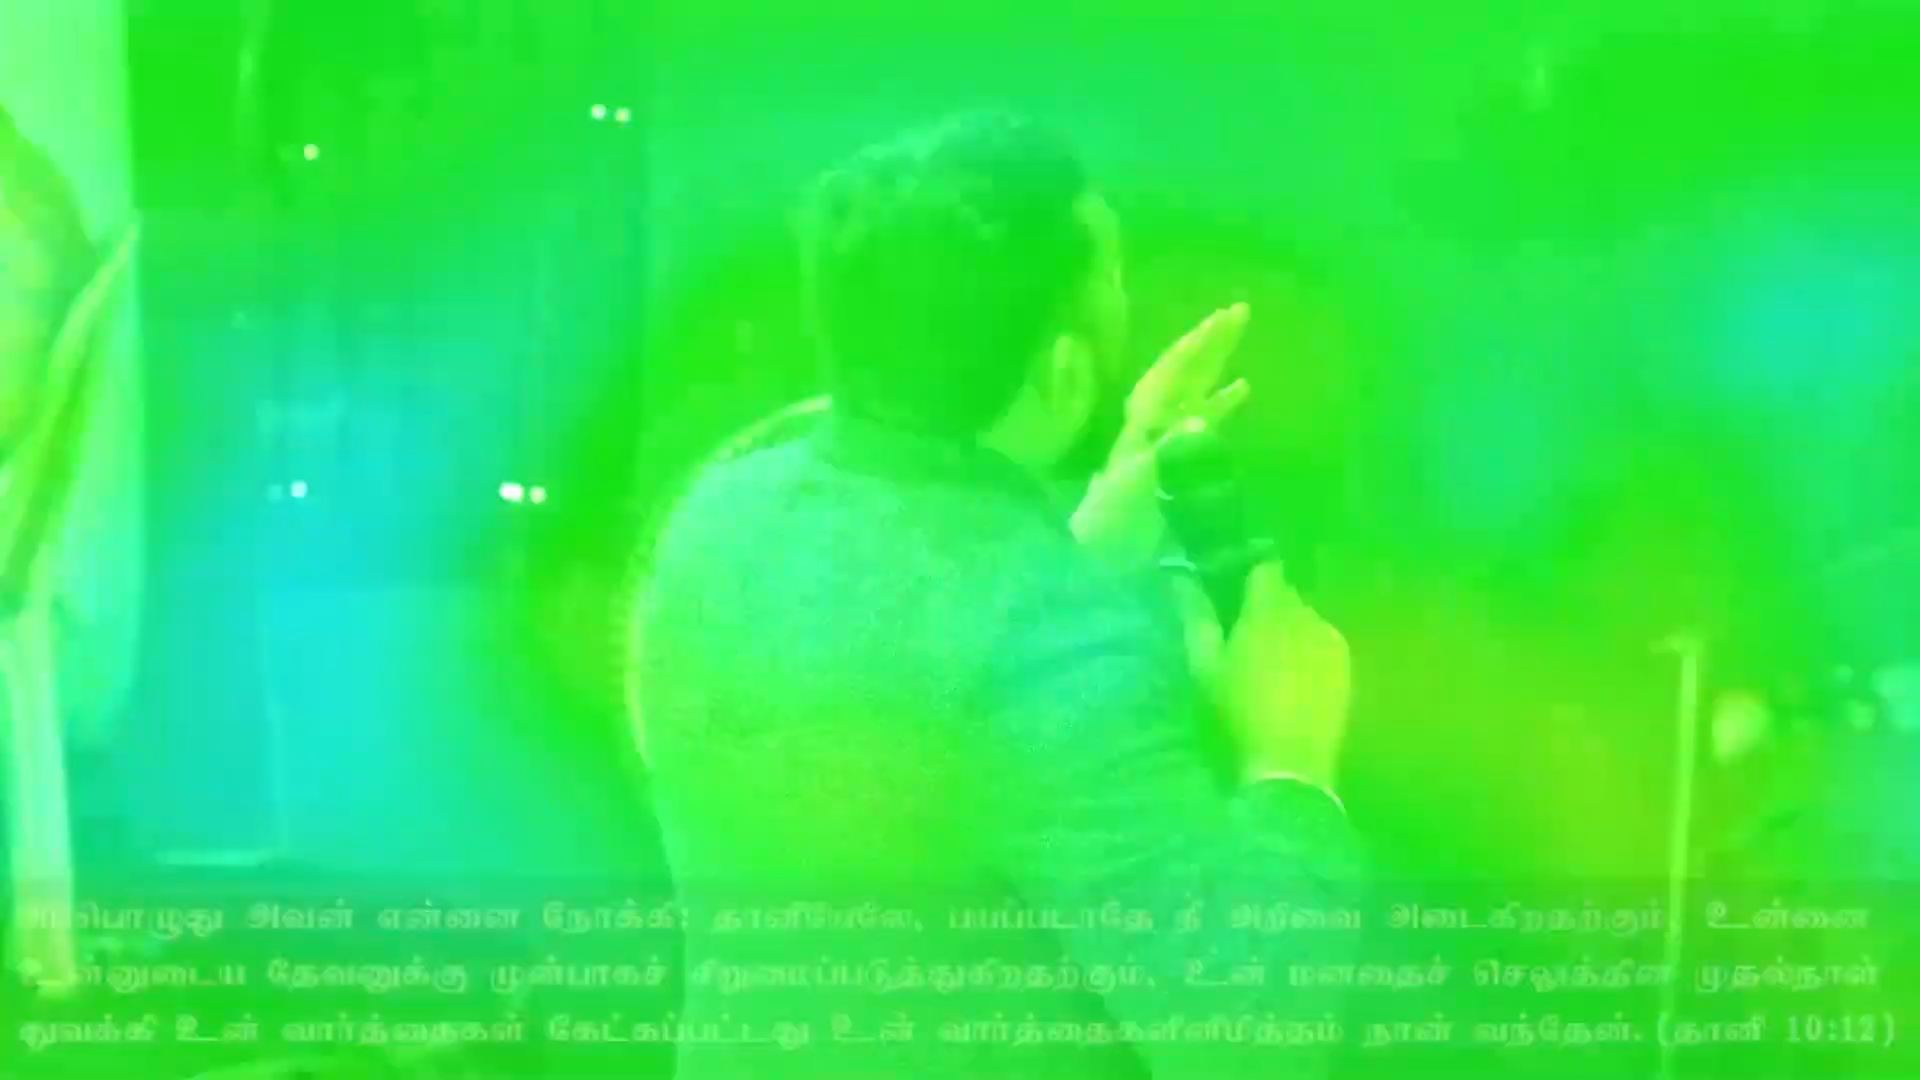 அப்பொழுது அவன் என்னை நோக்கி: தானியேலே, பயப்படாதே நீ அறிவை அடைகிறதற்கும், உன்னை
உன்னுடைய தேவனுக்கு முன்பாகச் சிறுமைப்படுத்துகிறதற்கும், உன் மனதைச் செலுத்தின முதல்நாள்
துவக்கி உன் வார்த்தைகள் கேட்கப்பட்டது உன் வார்த்தைகளினிமித்தம் நான் வந்தேன்.(தானி 10:12)